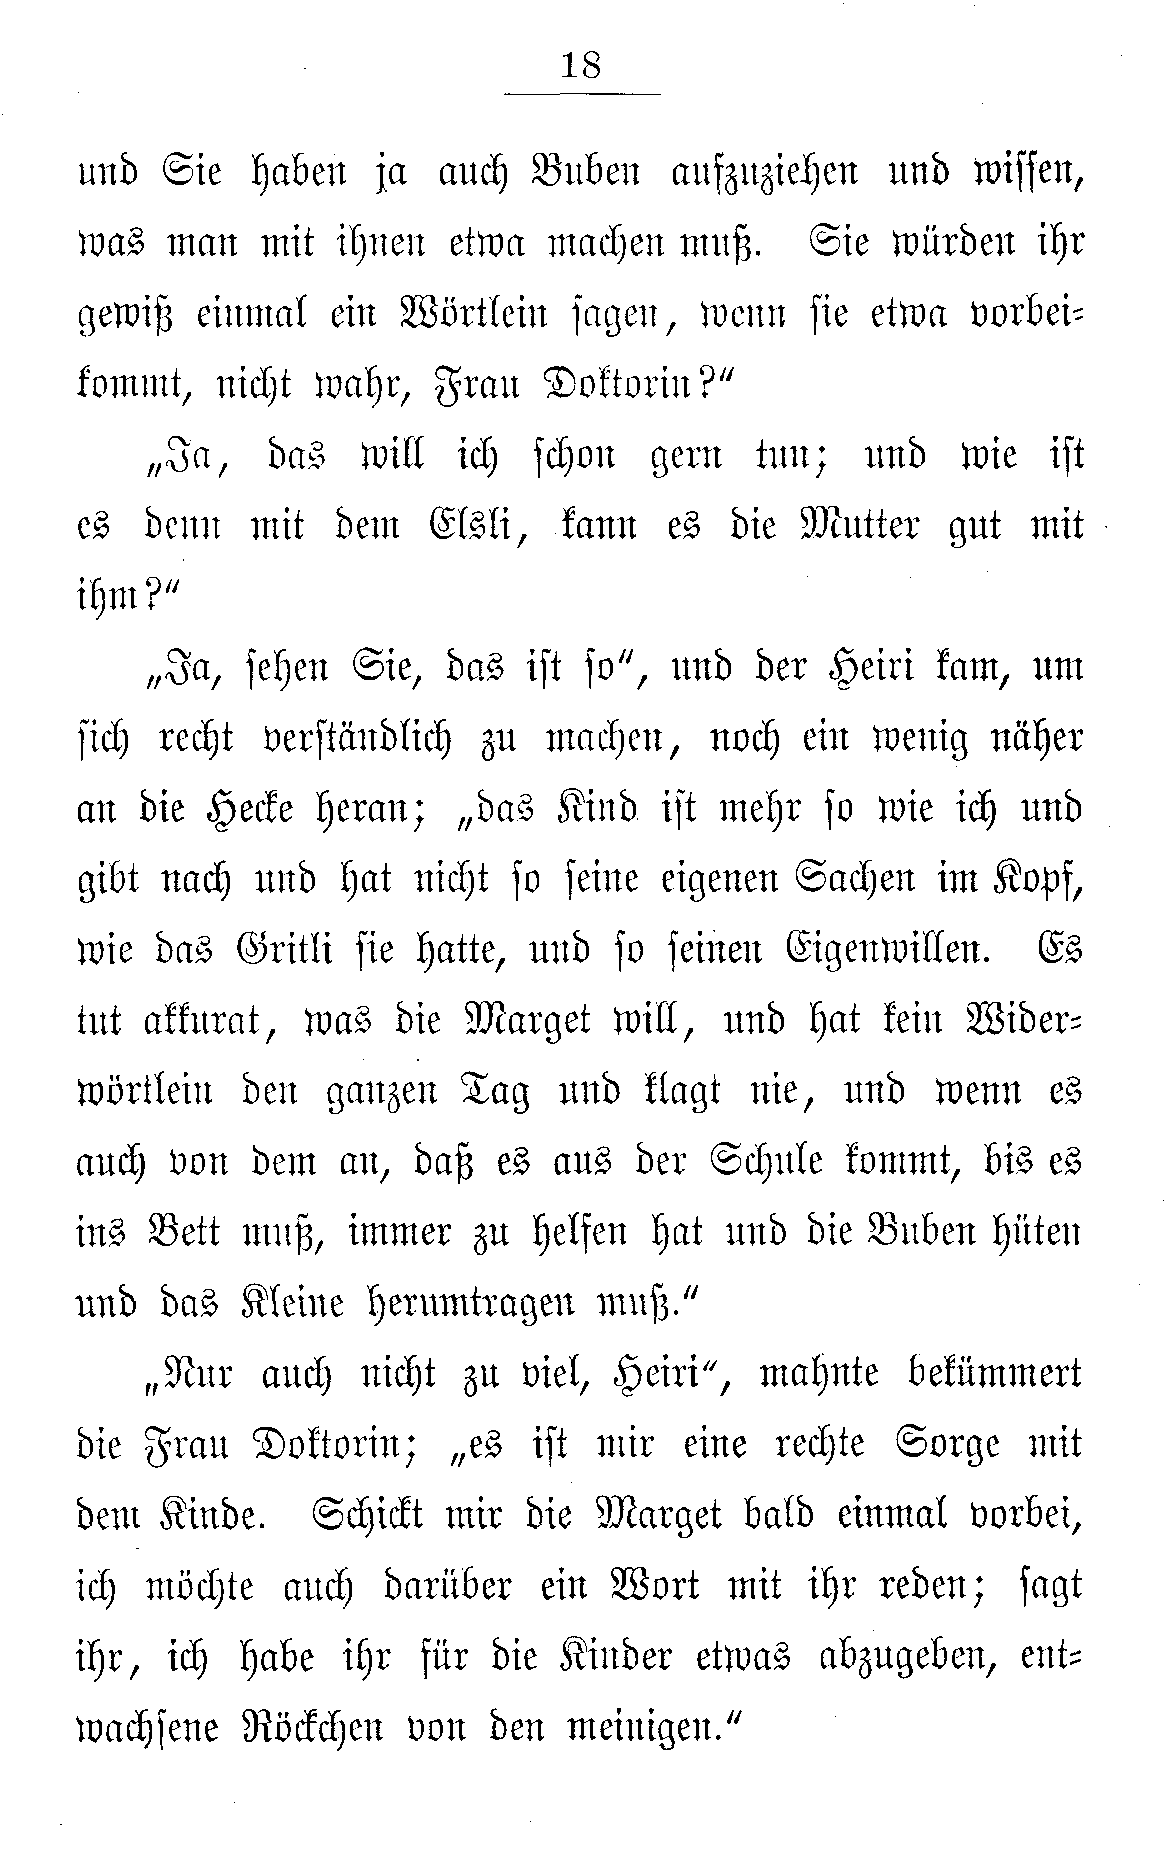 18
und Sie haben ja auch Buben aufzuziehen und wissen,
was man mit ihnen etwa machen muß. Sie würden ihr
gewiß einmal ein Wörtlein sagen, wenn sie etwa vorbei-
kommt, nicht wahr, Frau Doktorin?“
„Ja, das will ich schon gern tun; und wie ist
es denn mit dem Elsli, kann es die Mutter gut mit
ihm?“
„Ja, sehen Sie, das ist so“, und der Heiri kam, um
sich recht verständlich zu machen, noch ein wenig näher
an die Hecke heran; „das Kind ist mehr so wie ich und
gibt nach und hat nicht so seine eigenen Sachen im Kopf,
wie das Gritli sie hatte, und so seinen Eigenwillen. Es
tut akkurat, was die Marget will, und hat kein Wider-
wörtlein den ganzen Tag und klagt nie, und wenn es
auch von dem an, daß es aus der Schule kommt, bis es
ins Bett muß, immer zu helfen hat und die Buben hüten
und das Kleine herumtragen muß.“
„Nur auch nicht zu viel, Heiri“, mahnte bekümmert
die Frau Doktorin; „es ist mir eine rechte Sorge mit
dem Kinde. Schickt mir die Marget bald einmal vorbei,
ich möchte auch darüber ein Wort mit ihr reden; sagt
ihr, ich habe ihr für die Kinder etwas abzugeben, ent-
wachsene Röckchen von den meinigen.“